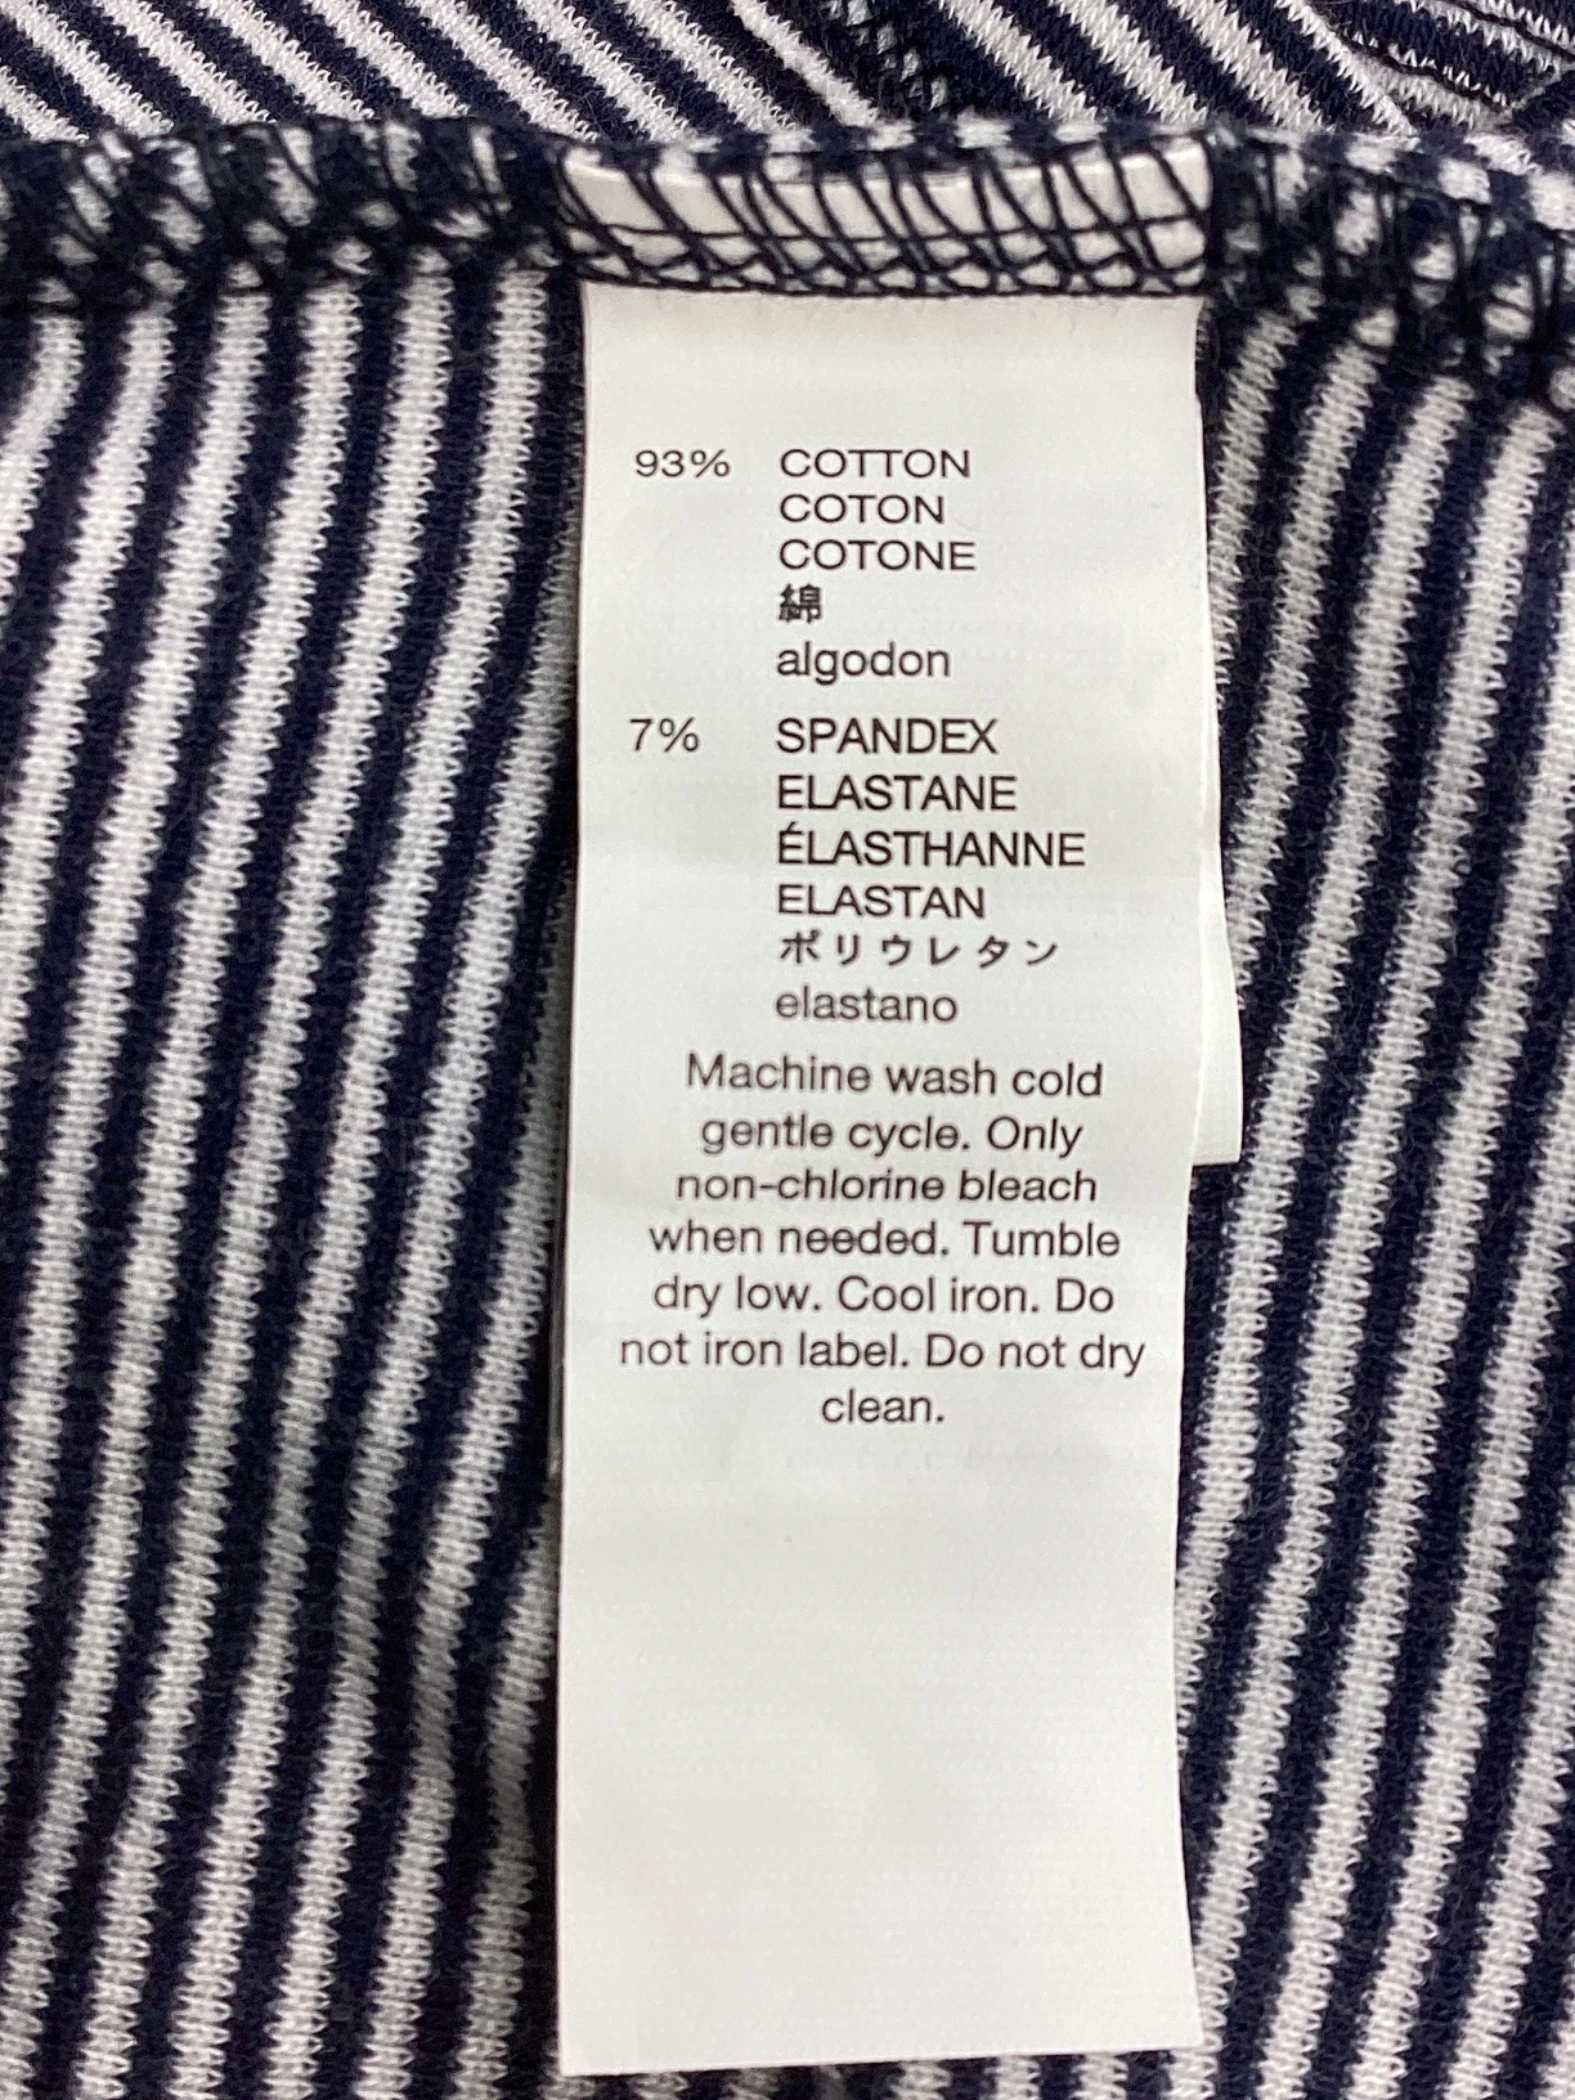 93% COTTON
COTON
COTONE
綿
algodon
7% SPANDEX
ELASTANE
ÉLASTHANNE
ELASTAN
ポリウレタン
elastano
Machine wash cold
gentle cycle. Only
non-chlorine bleach
when needed. Tumble
dry low. Cool iron. Do
not iron label. Do not dry
clean.